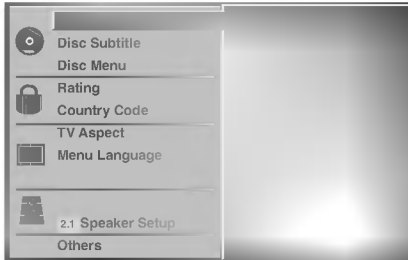 Disc Subtitle
Disc Menu
Rating
Country Code
TV Aspect
Menu Language
2.1 Speaker Setup
Others